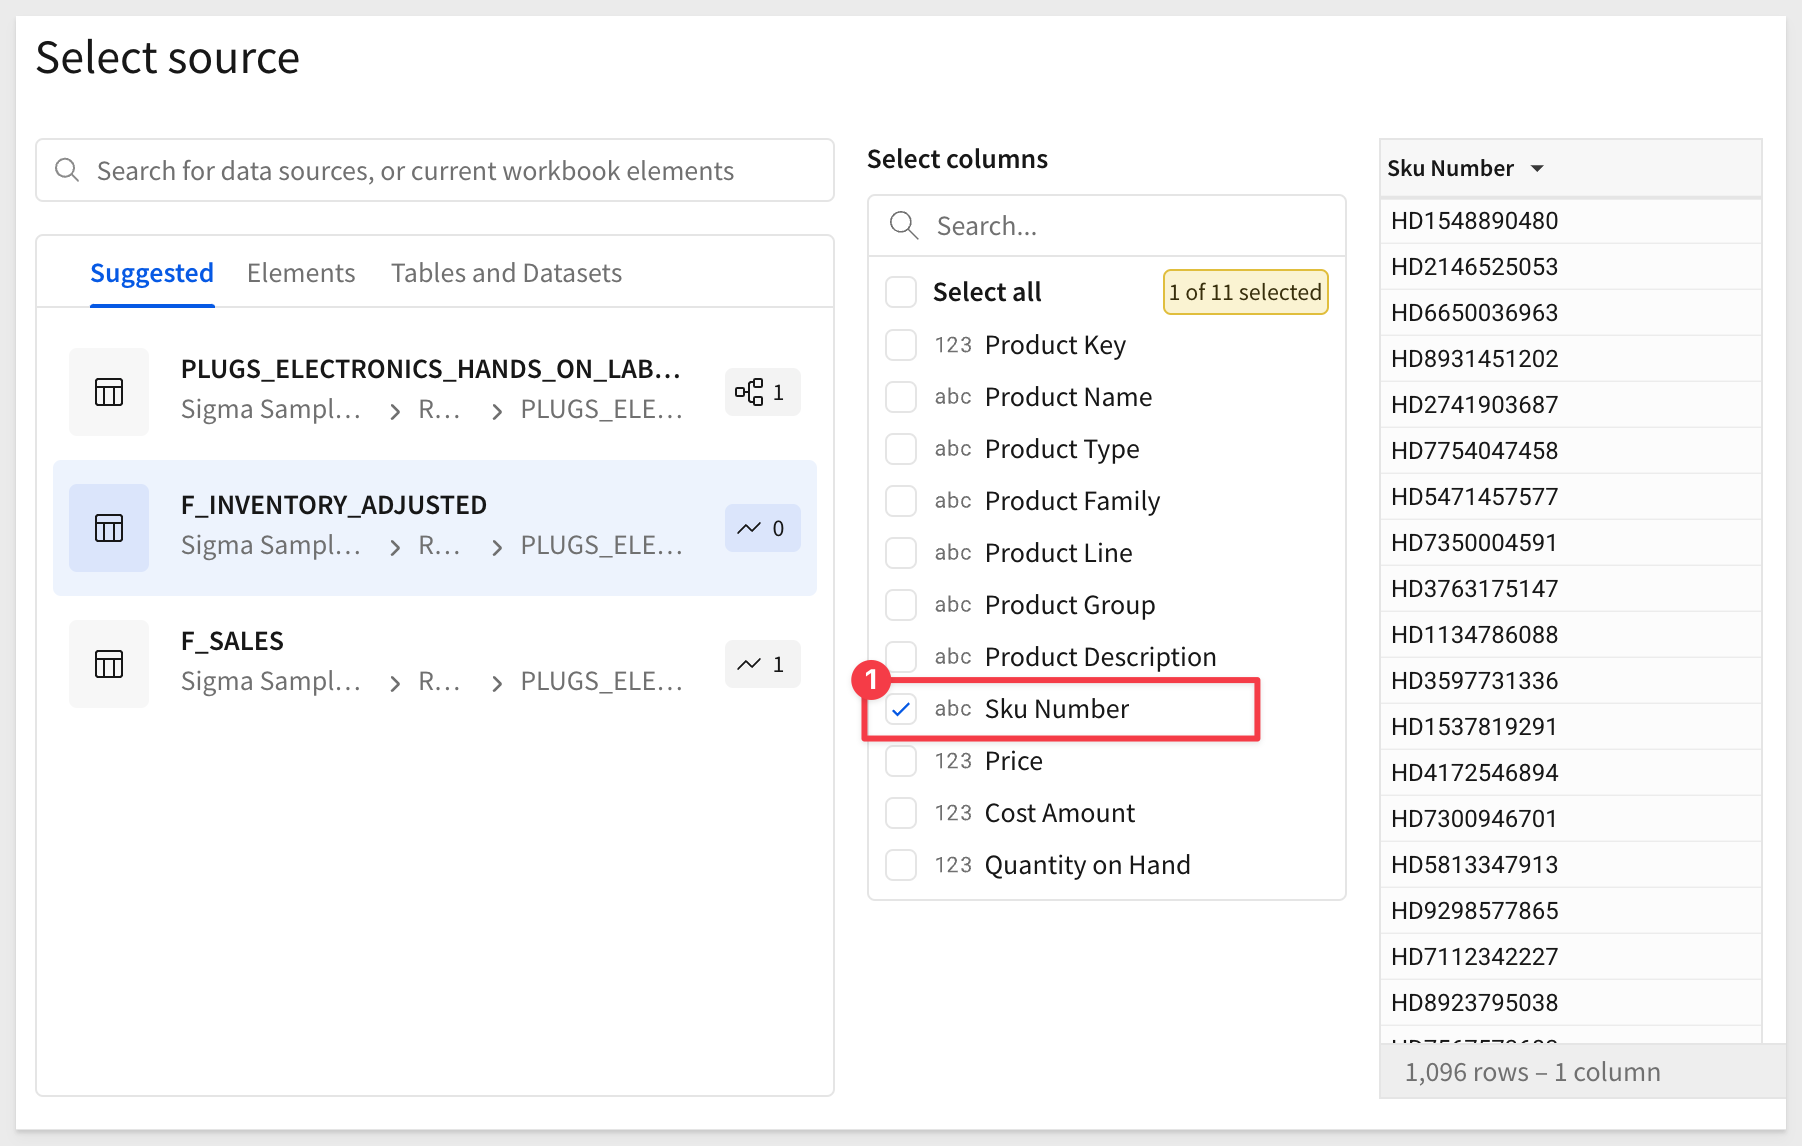 Select source
Search for data sources, or current workbook elements
Suggested Elements Tables and Datasets
PLUGS_ELECTRONICS_HANDS_ON_LAB...
Sigma Sampl... > R... > PLUGS_ELE...
1
F_INVENTORY_ADJUSTED
Sigma Sampl... > R... > PLUGS_ELE...
0
F_SALES
Sigma Sampl... > R... > PLUGS_ELE...
1
Select columns
Search...
Select all 1 of 11 selected
123 Product Key
abc Product Name
abc Product Type
abc Product Family
abc Product Line
abc Product Group
abc Product Description
1
abc Sku Number
123 Price
123 Cost Amount
123 Quantity on Hand
Sku Number
HD1548890480
HD2146525053
HD6650036963
HD8931451202
HD2741903687
HD7754047458
HD5471457577
HD7350004591
HD3763175147
HD1134786088
HD3597731336
HD1537819291
HD4172546894
HD7300946701
HD5813347913
HD9298577865
HD7112342227
HD8923795038
1,096 rows – 1 column